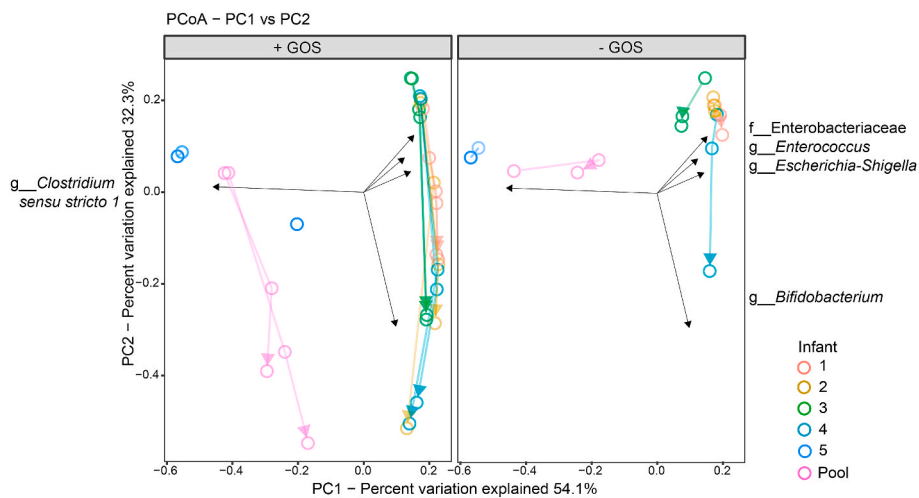 PCoA − PC1 vs PC2
+ GOS
- GOS
PC2 − Percent variation explained 32.3%
0.2
0.0
−0.2
−0.4
g__Clostridium
sensu stricto 1
f__Enterobacteriaceae
g__Enterococcus
g__Escherichia-Shigella
g__Bifidobacterium
−0.6 −0.4 −0.2 0.0 0.2
−0.6 −0.4 −0.2 0.0 0.2
PC1 − Percent variation explained 54.1%
Infant
1
2
3
4
5
Pool